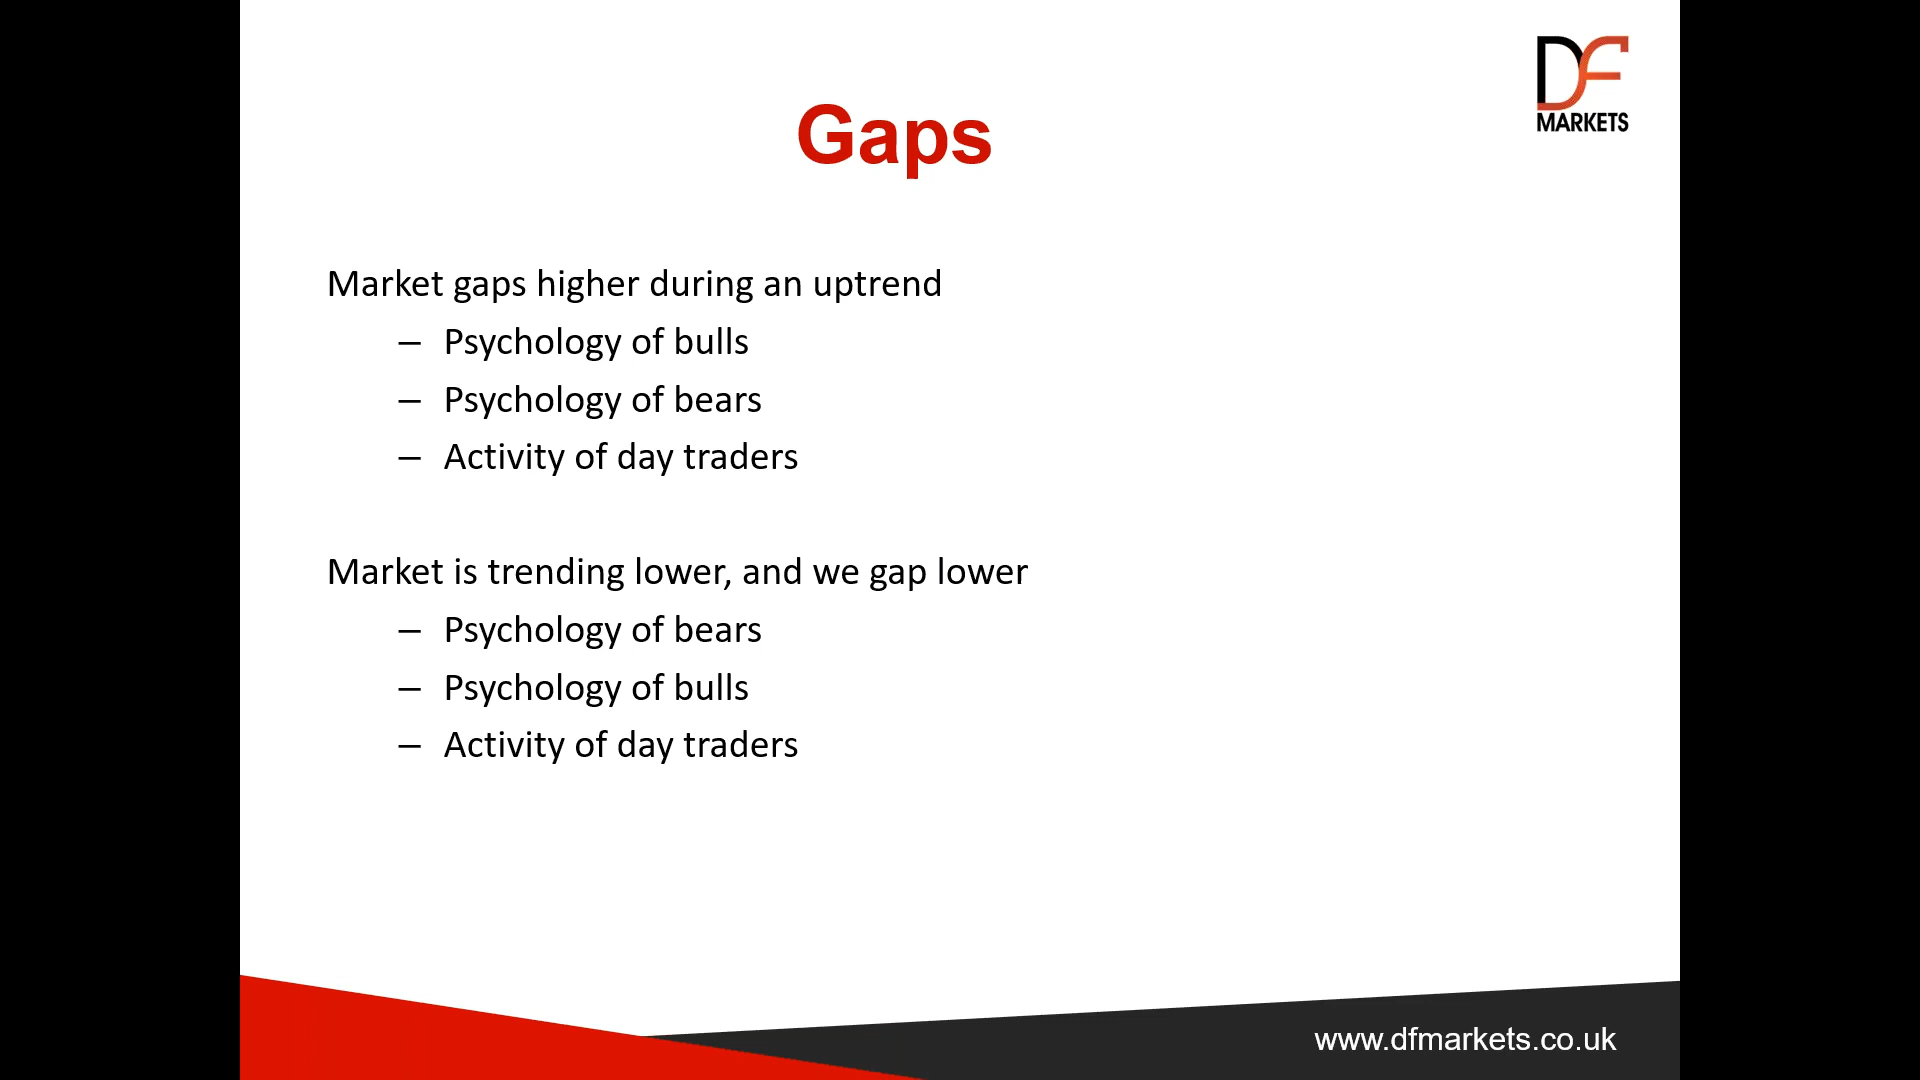 DF
MARKETS
Gaps
Market gaps higher during an uptrend
– Psychology of bulls
– Psychology of bears
– Activity of day traders
Market is trending lower, and we gap lower
– Psychology of bears
– Psychology of bulls
– Activity of day traders
www.dfmarkets.co.uk